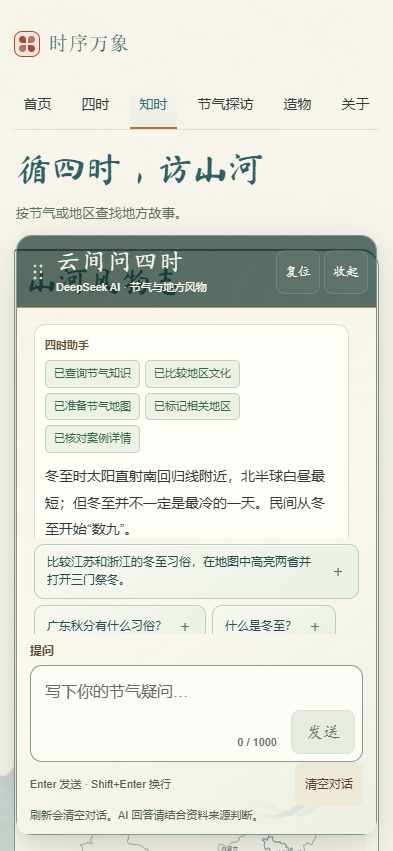 时序万象
首页 四时 知时 节气探访 造物 关于
循四时，访山河
按节气或地区查找地方故事。
云间问四时
山河风物志
DeepSeek AI · 节气与地方风物
复位 收起
四时助手
已查询节气知识 已比较地区文化
已准备节气地图 已标记相关地区
已核对案例详情
冬至时太阳直射南回归线附近，北半球白昼最
短；但冬至并不一定是最冷的一天。民间从冬
至开始“数九”。
比较江苏和浙江的冬至习俗，在地图中高亮两省并
打开三门祭冬。 +
广东秋分有什么习俗？ + 什么是冬至？ +
提问
写下你的节气疑问…
0 / 1000 发送
Enter 发送 · Shift+Enter 换行 清空对话
刷新会清空对话。AI 回答请结合资料来源判断。